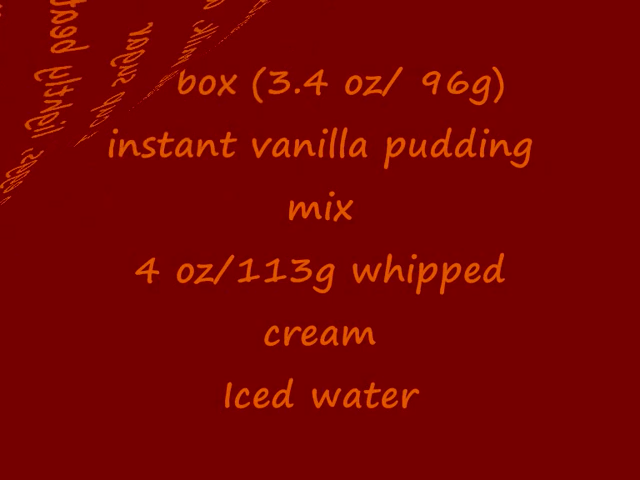 box (3.4 oz/ 96g)
instant vanilla pudding
mix
4 oz/113g whipped
cream
Iced water